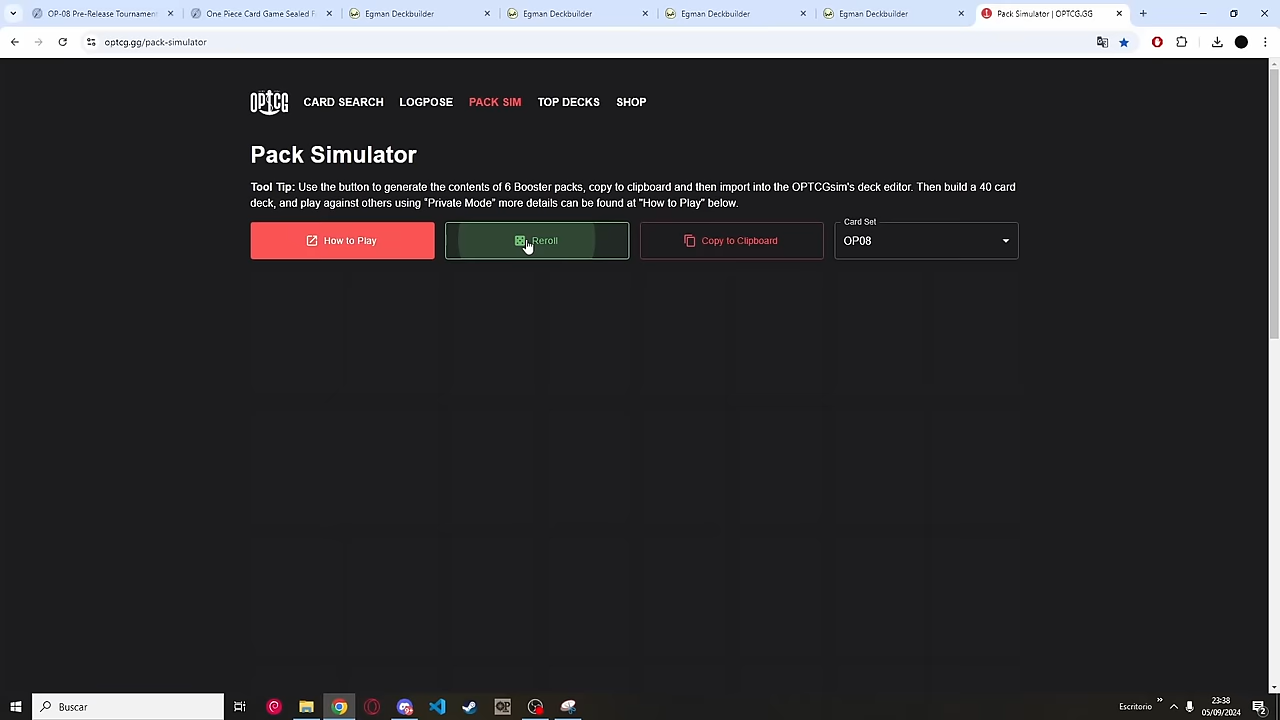 OP-08 Pre-Release Tournamen
One Piece Card Game Sealed F
Egman Deckbuilder
Egman Deckbuilder
Egman Deckbuilder
Egman Deckbuilder
Pack Simulator | OPTCG.GG
optcg.gg/pack-simulator
OPTCG
CARD SEARCH
LOGPOSE
PACK SIM
TOP DECKS
SHOP
Pack Simulator
Tool Tip: Use the button to generate the contents of 6 Booster packs, copy to clipboard and then import into the OPTCGsim's deck editor. Then build a 40 card
deck, and play against others using "Private Mode" more details can be found at "How to Play" below.
How to Play
Reroll
Copy to Clipboard
Card Set
OP08
Buscar
OP
Escritorio
23:38
05/09/2024